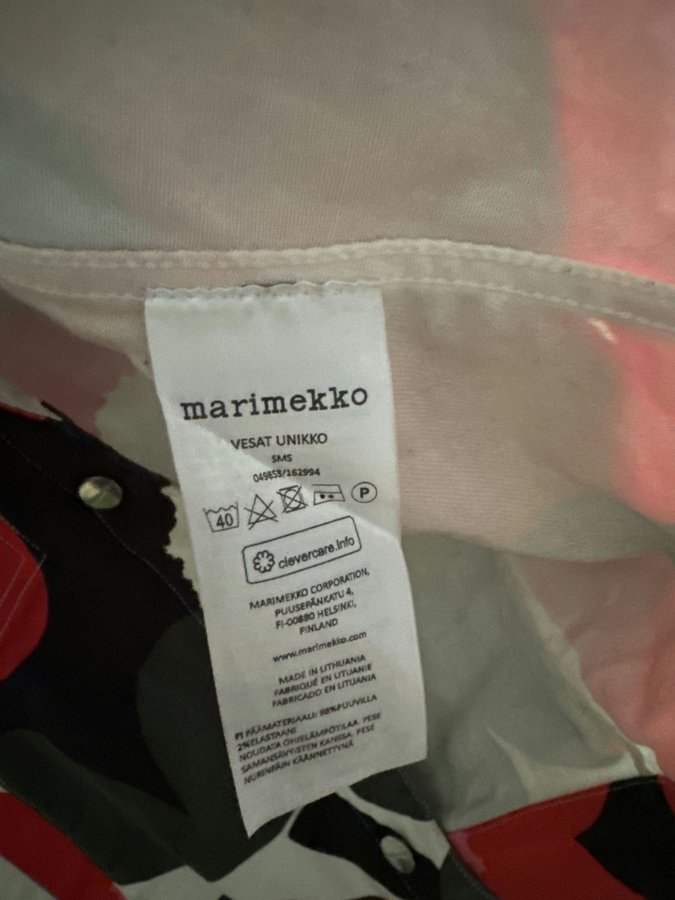 marimekko
VESAT UNIKKO
SMS
049853/162994
40
P
clevercare.info
MARIMEKKO CORPORATION,
PUUSEPÄNKATU 4,
FI-00880 HELSINKI,
FINLAND
www.marimekko.com
MADE IN LITHUANIA
FABRIQUÉ EN LITUANIE
FABRICADO EN LITUANIA
FI PÄÄMATERIAALI: 98%PUUVILLA
2%ELASTAANI
NOUDATA OHJELÄMPÖTILAA, PESE
SAMANSÄVYISTEN KANSSA, PESE
NURINPÄIN KÄÄNNETTYNÄ